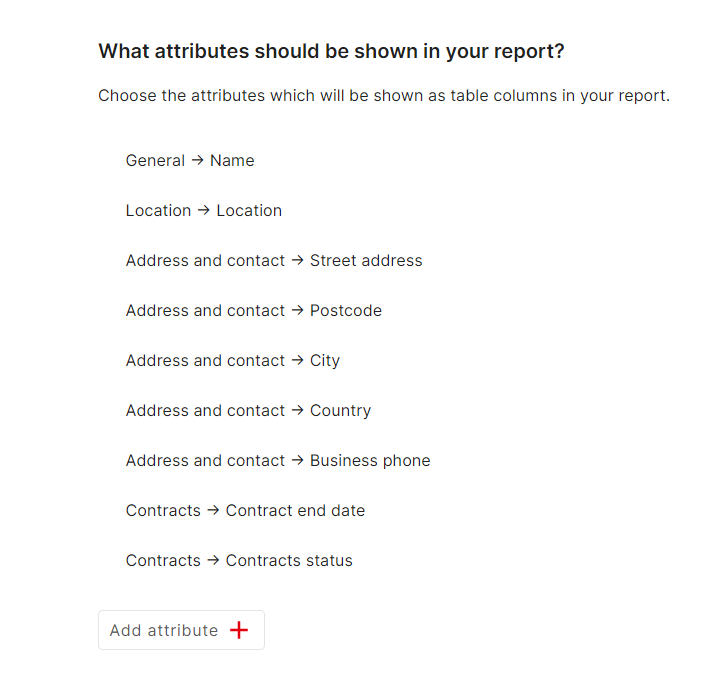 What attributes should be shown in your report?
Choose the attributes which will be shown as table columns in your report.
General → Name
Location → Location
Address and contact → Street address
Address and contact → Postcode
Address and contact → City
Address and contact → Country
Address and contact → Business phone
Contracts → Contract end date
Contracts → Contracts status
Add attribute +